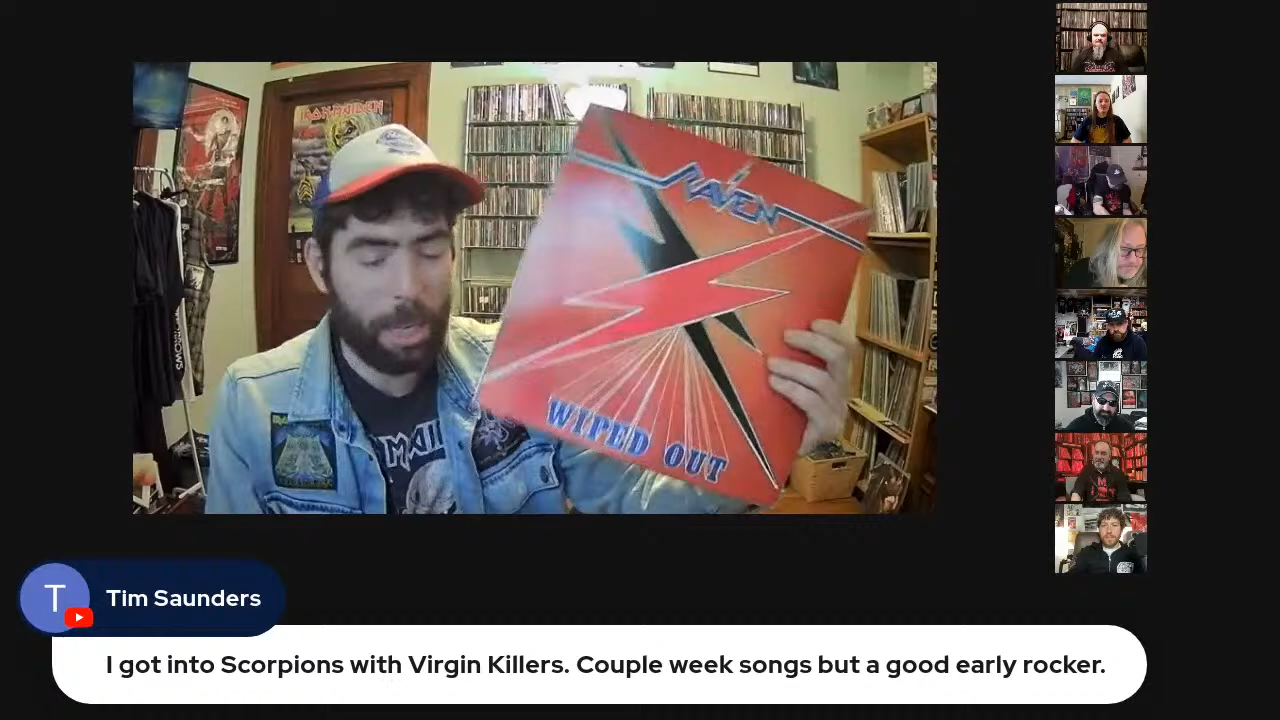 IRON MAIDEN
RAVEN
WIPED OUT
MAI
Tim Saunders
T
I got into Scorpions with Virgin Killers. Couple week songs but a good early rocker.